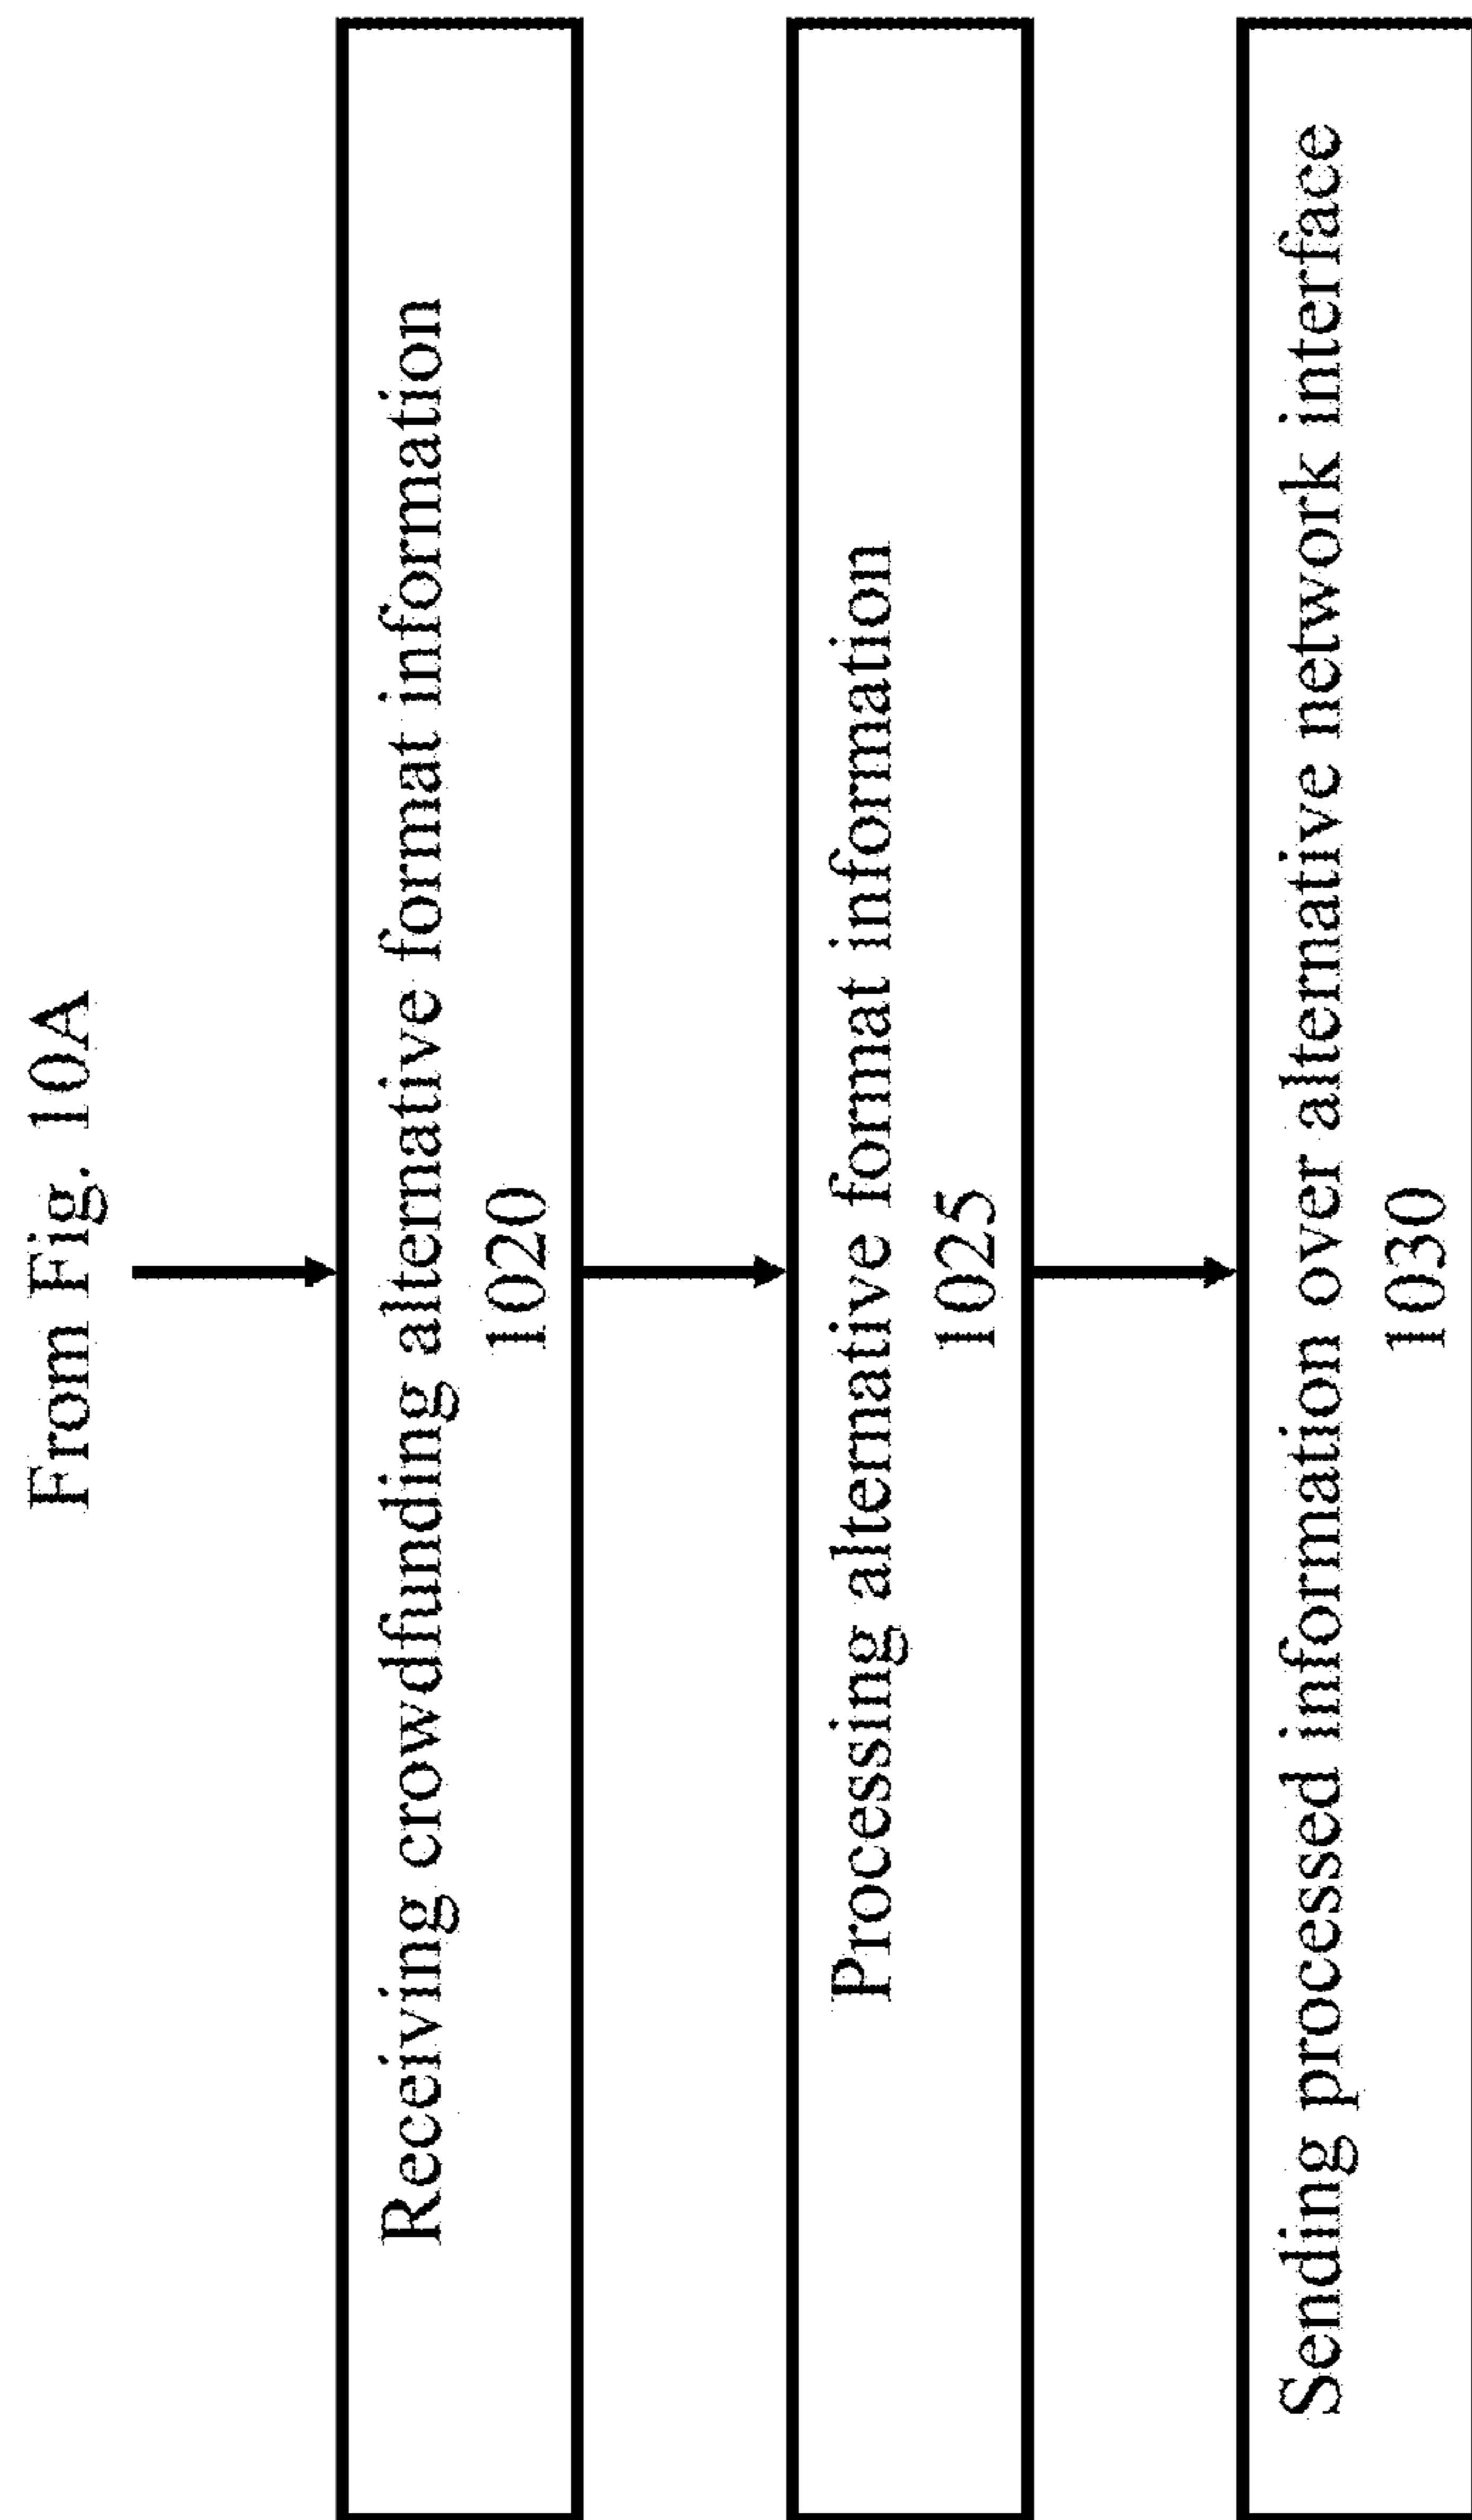 From Fig. 10A
Receiving crowdfunding alternative format information
1020
Processing alternative format information
1025
Sending processed information over alternative network interface
1030